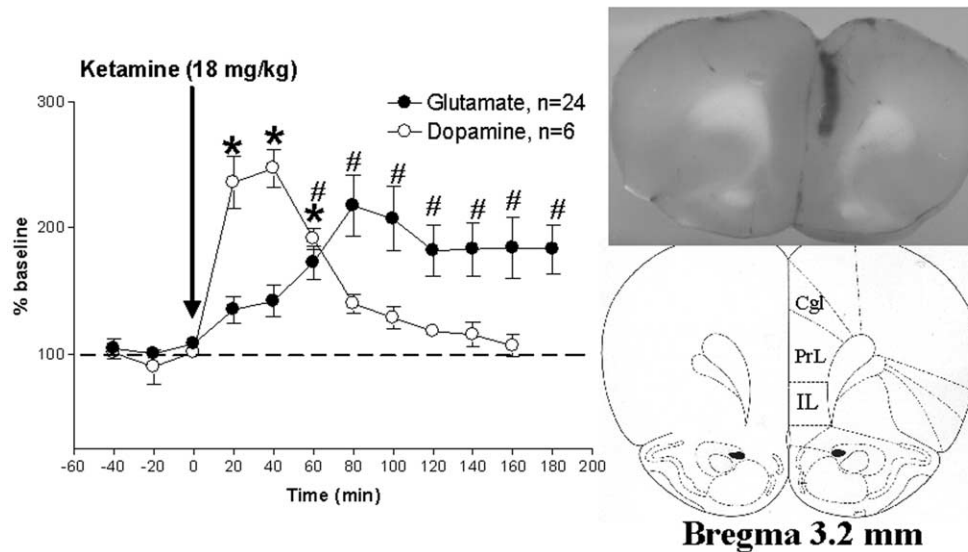 Ketamine (18 mg/kg)
Glutamate, n=24
Dopamine, n=6
300
200
100
% baseline
* * # * # # # # # #
-60 -40 -20 0 20 40 60 80 100 120 140 160 180 200
Time (min)
Cgl
PrL
IL
Bregma 3.2 mm